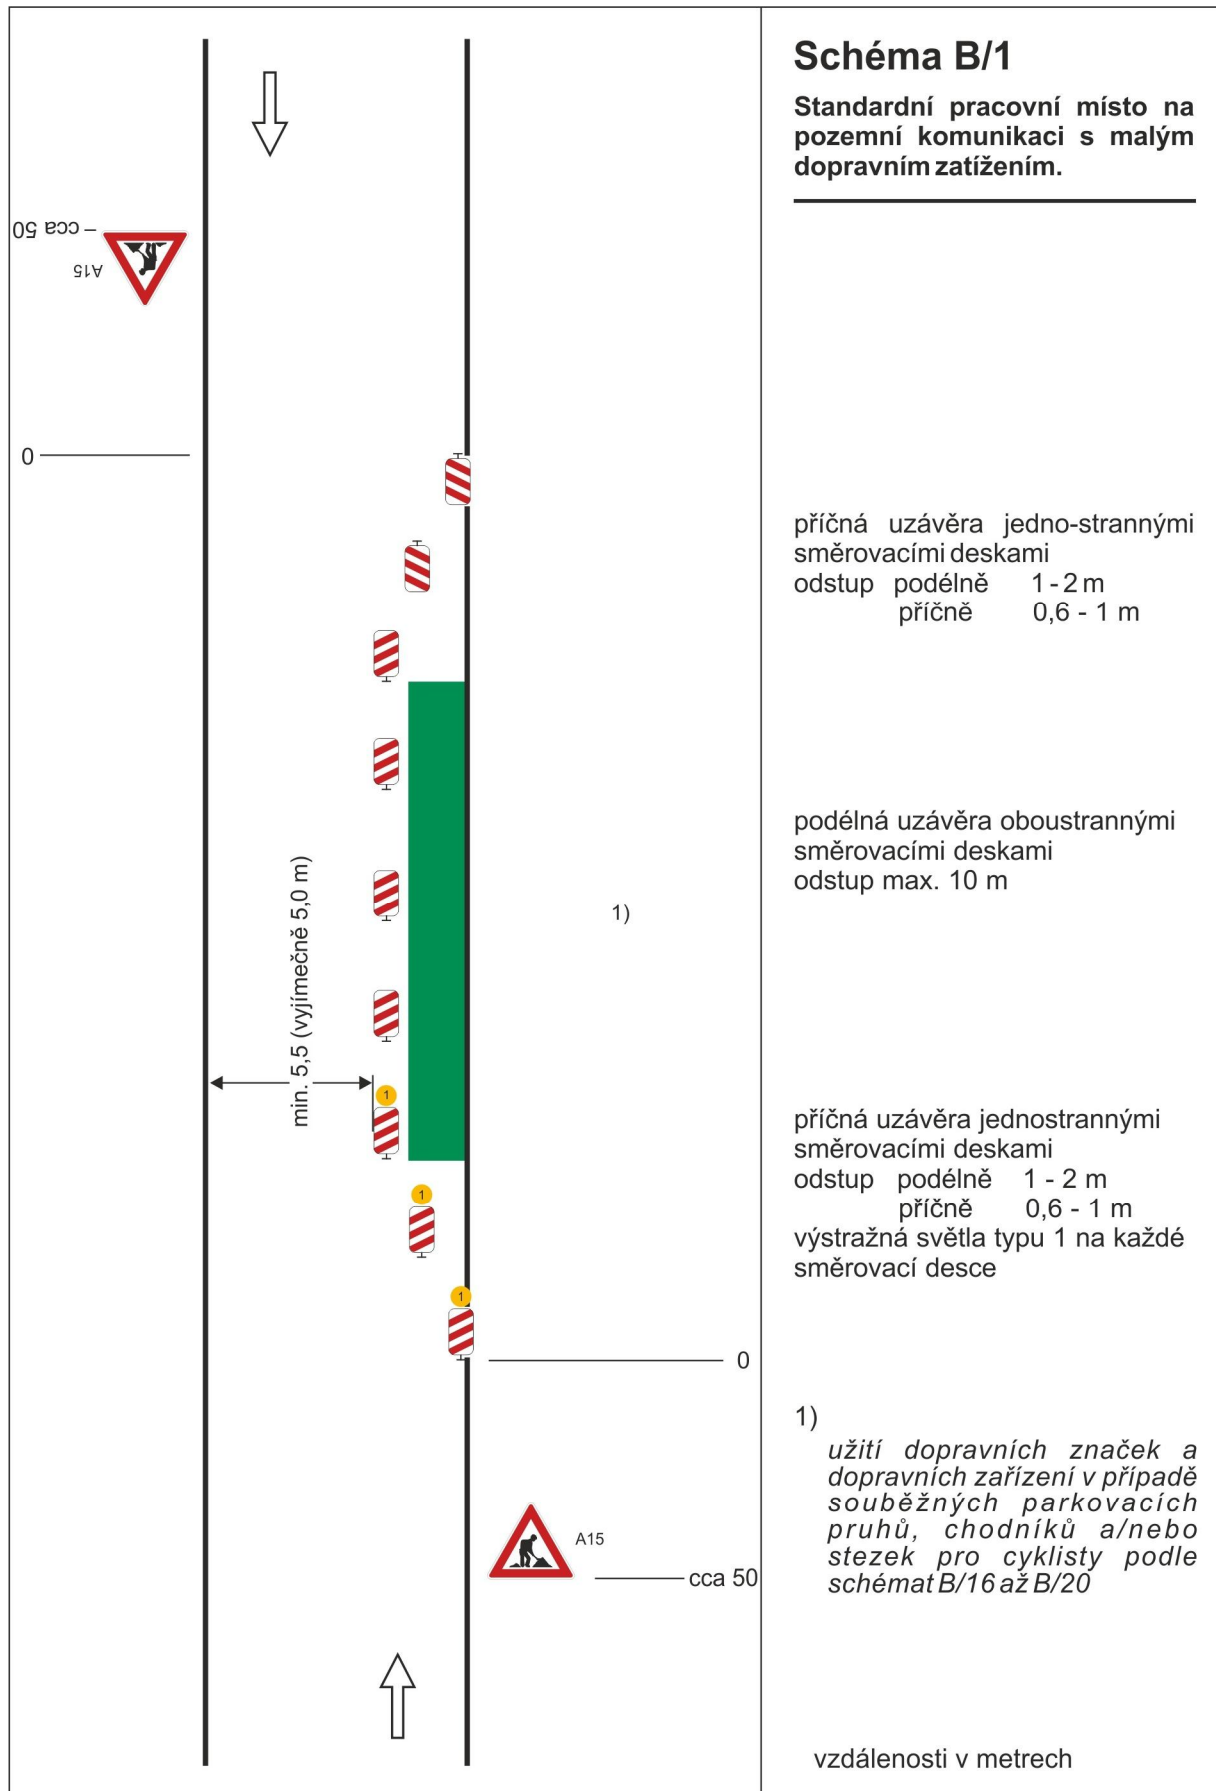 Schéma B/1
Standardní pracovní místo na
pozemní komunikaci s malým
dopravním zatížením.
cca 50
A15
0
příčná uzávěra jedno-strannými
směrovacími deskami
odstup podélně 1 - 2 m
příčně 0,6 - 1 m
podélná uzávěra oboustrannými
směrovacími deskami
odstup max. 10 m
1)
min. 5,5 (vyjímečně 5,0 m)
1
1
1
příčná uzávěra jednostrannými
směrovacími deskami
odstup podélně 1 - 2 m
příčně 0,6 - 1 m
výstražná světla typu 1 na každé
směrovací desce
0
A15
cca 50
1)
užití dopravních značek a
dopravních zařízení v případě
souběžných parkovacích
pruhů, chodníků a/nebo
stezek pro cyklisty podle
schémat B/16 až B/20
vzdálenosti v metrech